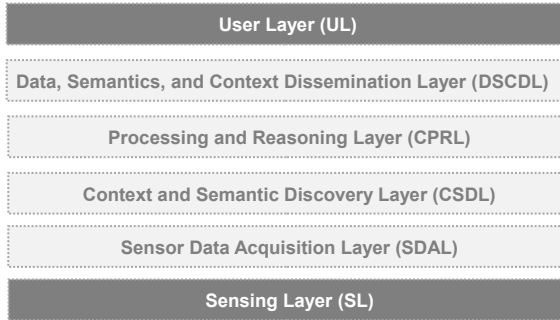 User Layer (UL)
Data, Semantics, and Context Dissemination Layer (DSCDL)
Processing and Reasoning Layer (CPRL)
Context and Semantic Discovery Layer (CSDL)
Sensor Data Acquisition Layer (SDAL)
Sensing Layer (SL)